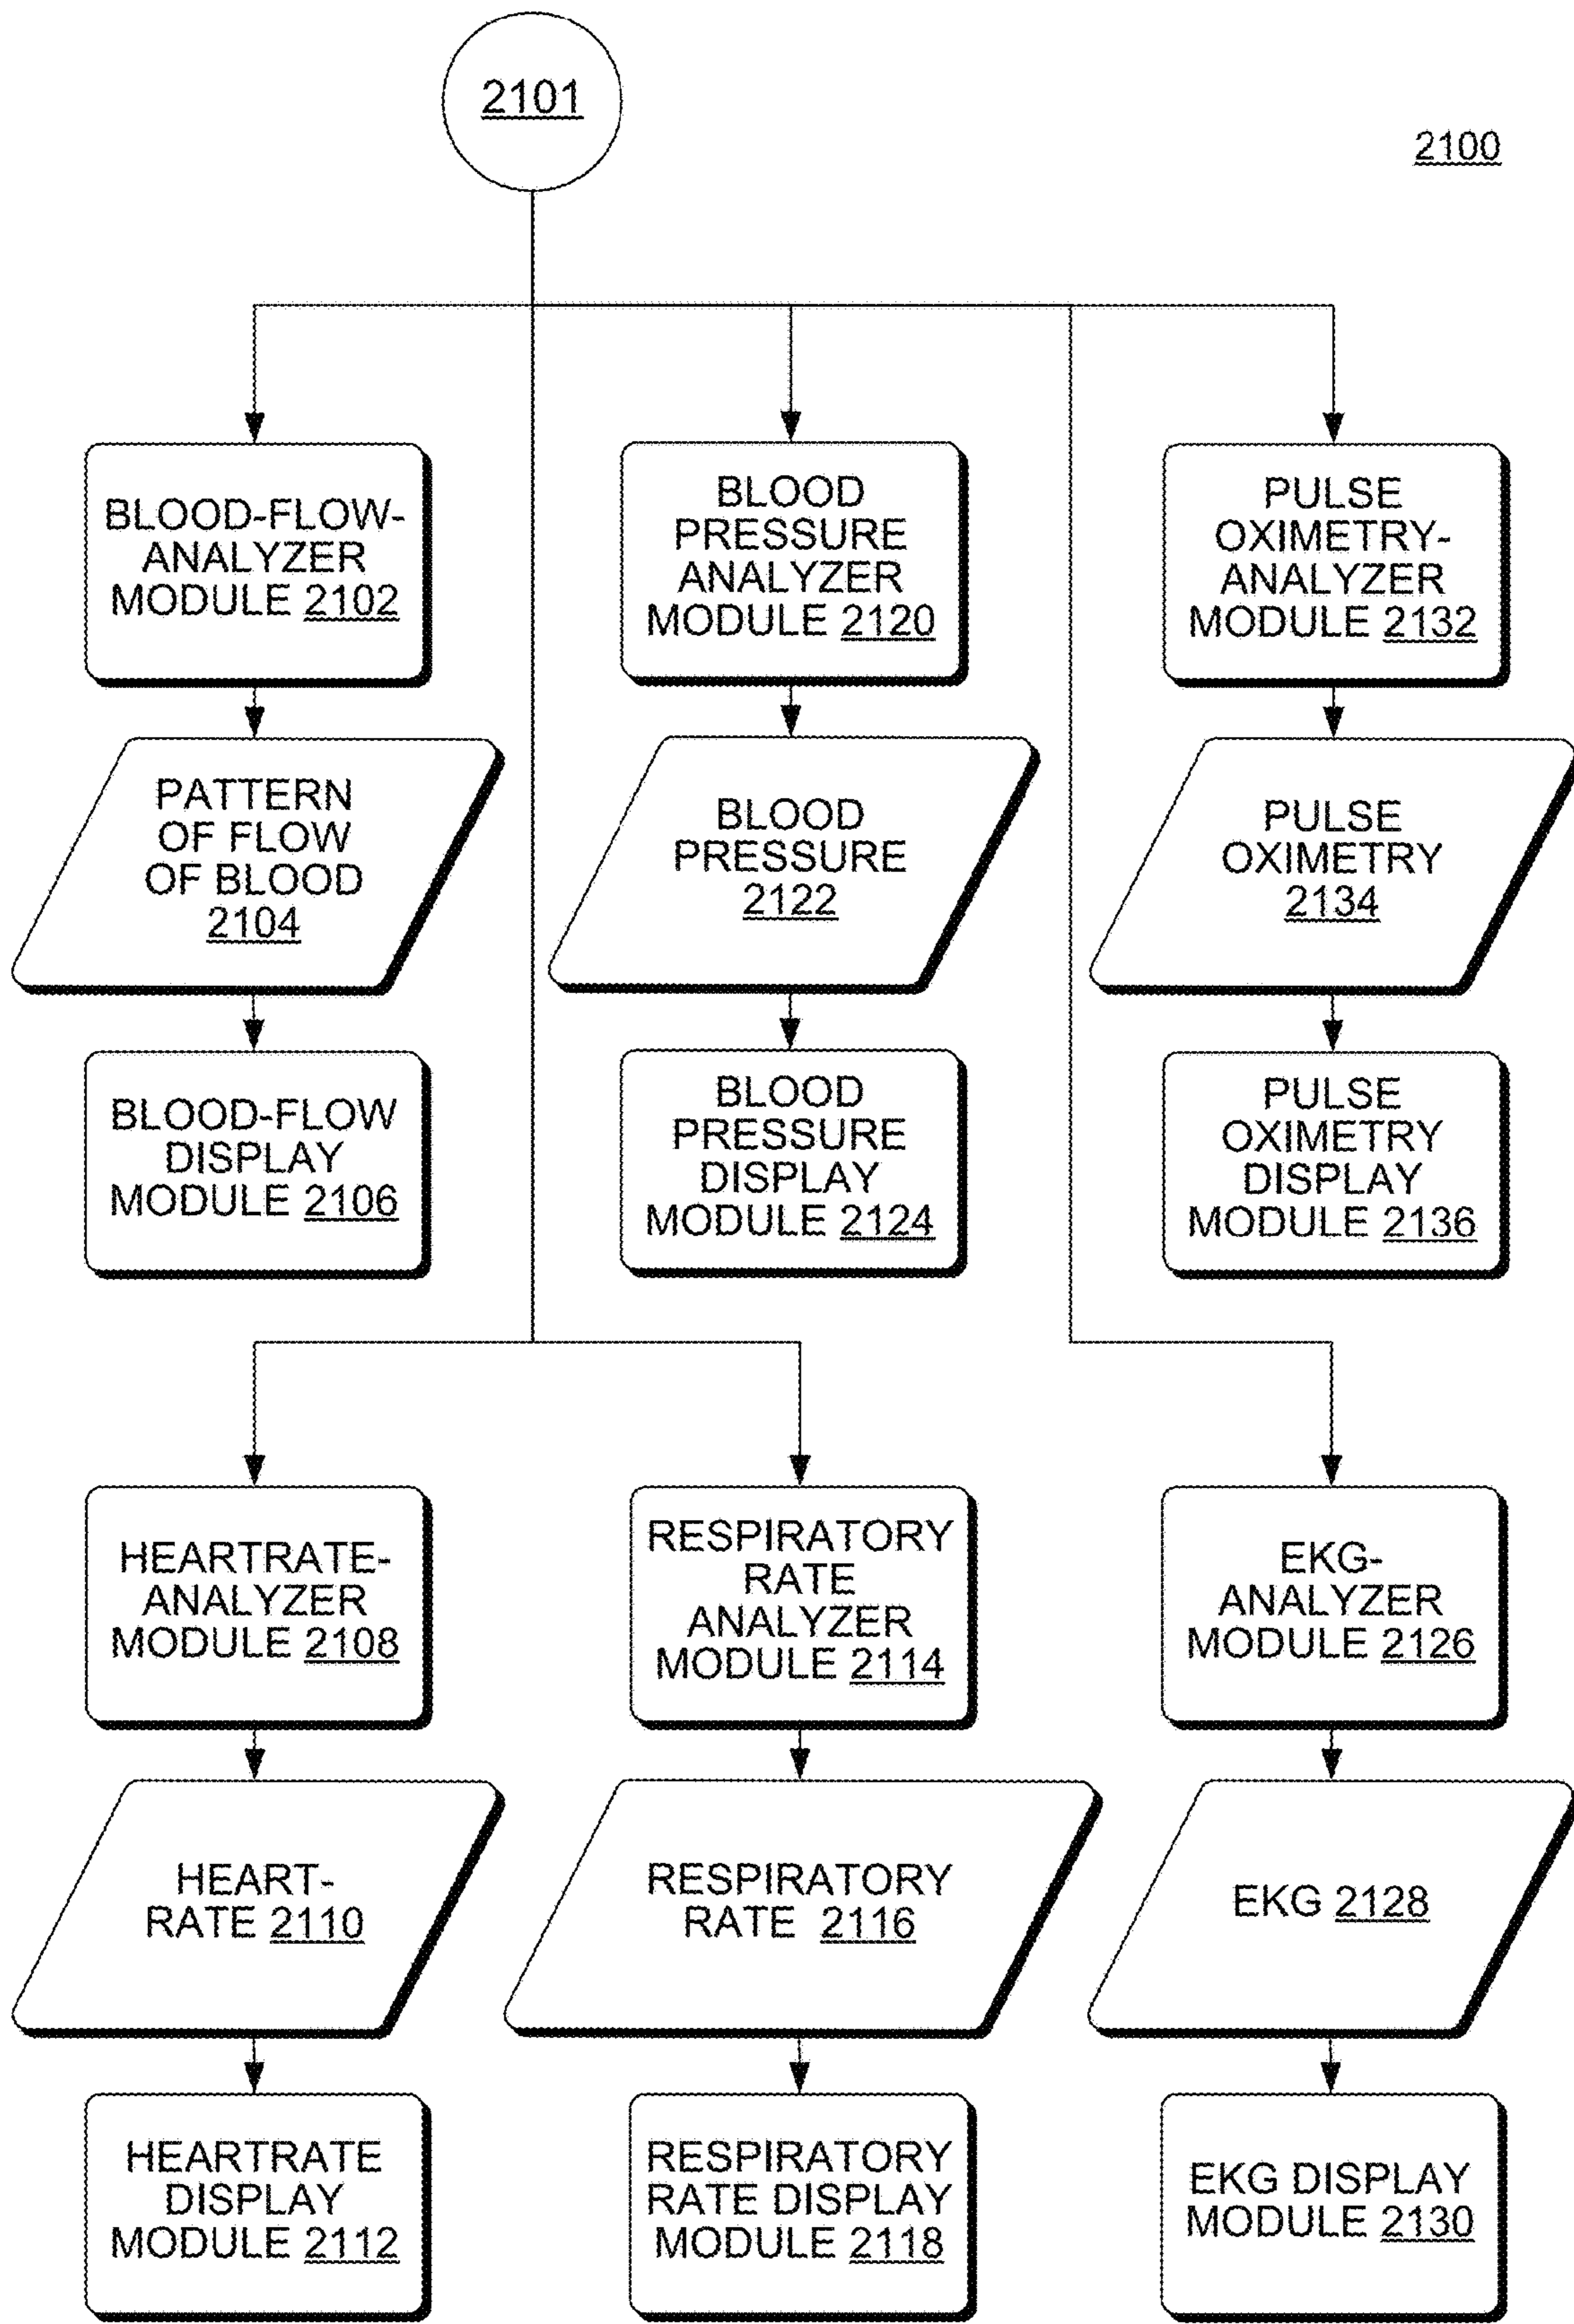 2101
2100
BLOOD-FLOW-
ANALYZER
MODULE 2102
BLOOD
PRESSURE
ANALYZER
MODULE 2120
PULSE
OXIMETRY-
ANALYZER
MODULE 2132
PATTERN
OF FLOW
OF BLOOD
2104
BLOOD
PRESSURE
2122
PULSE
OXIMETRY
2134
BLOOD-FLOW
DISPLAY
MODULE 2106
BLOOD
PRESSURE
DISPLAY
MODULE 2124
PULSE
OXIMETRY
DISPLAY
MODULE 2136
HEARTRATE-
ANALYZER
MODULE 2108
RESPIRATORY
RATE
ANALYZER
MODULE 2114
EKG-
ANALYZER
MODULE 2126
HEART-
RATE 2110
RESPIRATORY
RATE 2116
EKG 2128
HEARTRATE
DISPLAY
MODULE 2112
RESPIRATORY
RATE DISPLAY
MODULE 2118
EKG DISPLAY
MODULE 2130